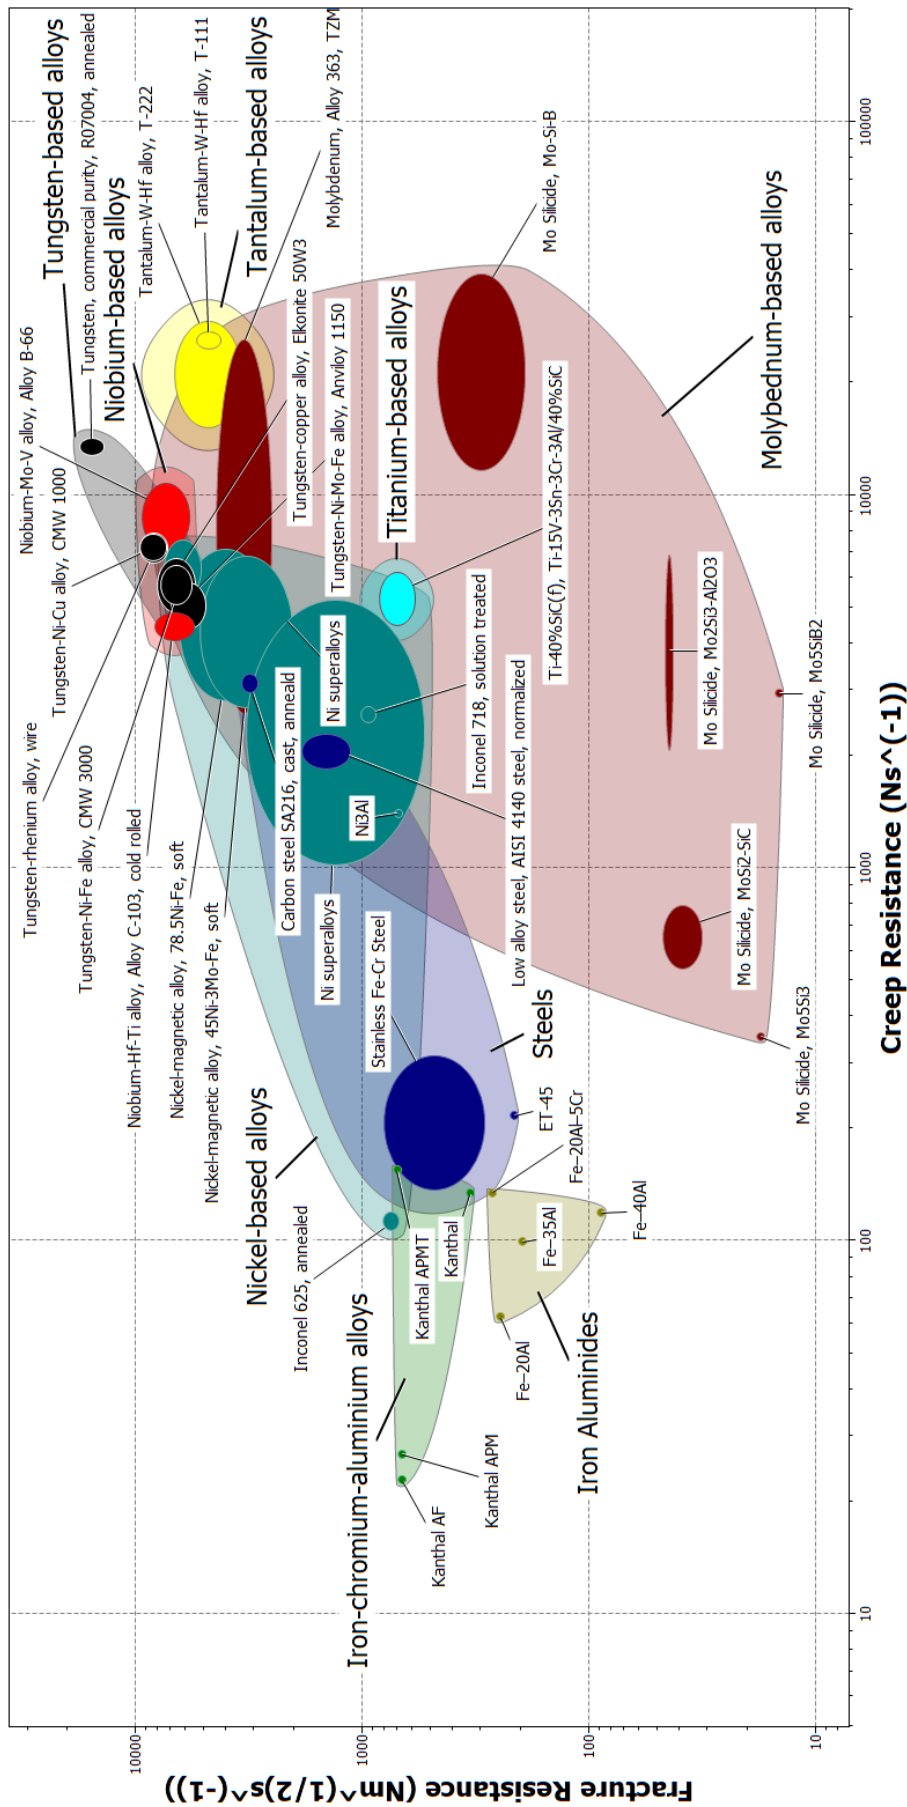 Tungsten-based alloys
Tungsten, commercial purity, R07004, annealed
Niobium-based alloys
Tantalum-W-Hf alloy, T-222
Tantalum-W-Hf alloy, T-111
Tantalum-based alloys
Molybdenum, Alloy 363, TZM
Niobium-Mo-V alloy, Alloy B-66
Tungsten-Ni-Cu alloy, CMW 1000
Tungsten-rhenium alloy, wire
Tungsten-Ni-Fe alloy, CMW 3000
Niobium-Hf-Ti alloy, Alloy C-103, cold rolled
Nickel-magnetic alloy, 78.5Ni-Fe, soft
Nickel-magnetic alloy, 45Ni-3Mo-Fe, soft
Tungsten-copper alloy, Elkonite 50W3
Tungsten-Ni-Mo-Fe alloy, Anviloy 1150
Titanium-based alloys
Mo Silicide, Mo-Si-B
Ti-40%SiC(f), Ti-15V-3Sn-3Cr-3Al/40%SiC
Molybednum-based alloys
Nickel-based alloys
Inconel 625, annealed
Carbon steel SA216, cast, anneald
Ni superalloys
Ni superalloys
Ni3Al
Inconel 718, solution treated
Low alloy steel, AISI 4140 steel, normalized
Stainless Fe-Cr Steel
Steels
ET-45
Mo Silicide, Mo2Si3-Al2O3
Mo Silicide, MoSi2-SiC
Mo Silicide, Mo5SiB2
Mo Silicide, Mo5Si3
Iron-chromium-aluminium alloys
Kanthal APMT
Kanthal
Kanthal AF
Kanthal APM
Iron Aluminides
Fe–20Al
Fe–20Al–5Cr
Fe–35Al
Fe–40Al
Fracture Resistance (Nm^(1/2)s^(-1))
10000
1000
100
10
10
100
1000
10000
100000
Creep Resistance (Ns^(-1))